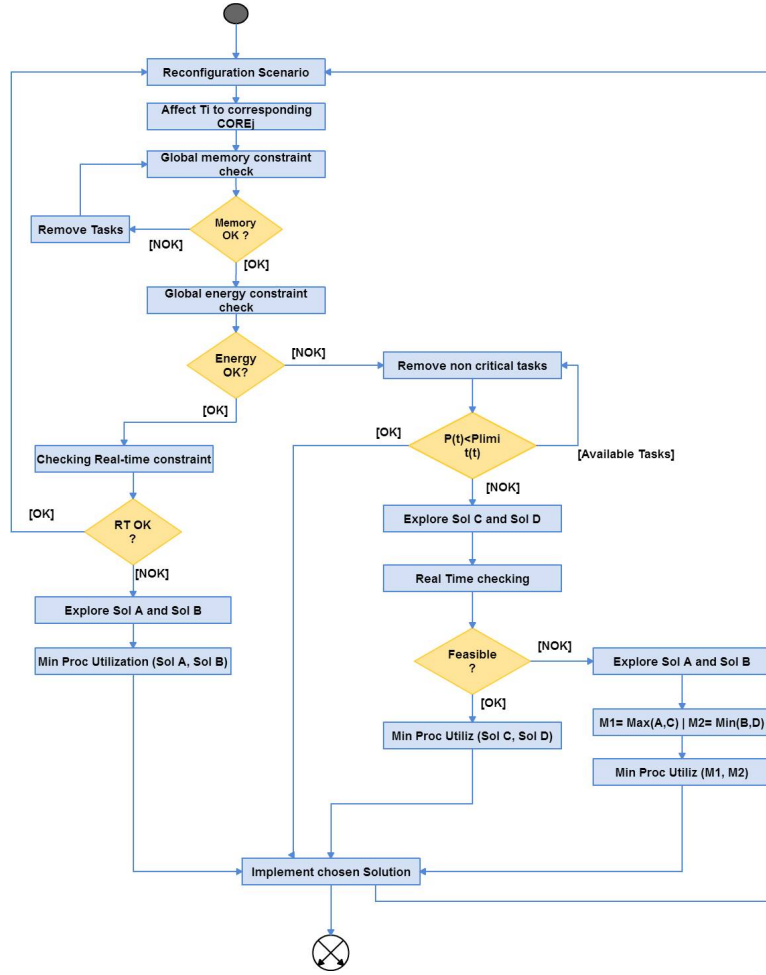 Reconfiguration Scenario
Affect Ti to corresponding
COREj
Global memory constraint
check
Memory
OK ?
Remove Tasks
[NOK]
[OK]
Global energy constraint
check
Energy
OK?
[NOK]
Remove non critical tasks
[OK]
[OK]
P(t)<Plimi
t(t)
[Available Tasks]
Checking Real-time constraint
[NOK]
[OK]
RT OK
?
Explore Sol C and Sol D
[NOK]
Real Time checking
Explore Sol A and Sol B
Feasible
?
[NOK]
Min Proc Utilization (Sol A, Sol B)
Explore Sol A and Sol B
[OK]
M1= Max(A,C) | M2= Min(B,D)
Min Proc Utiliz (Sol C, Sol D)
Min Proc Utiliz (M1, M2)
Implement chosen Solution